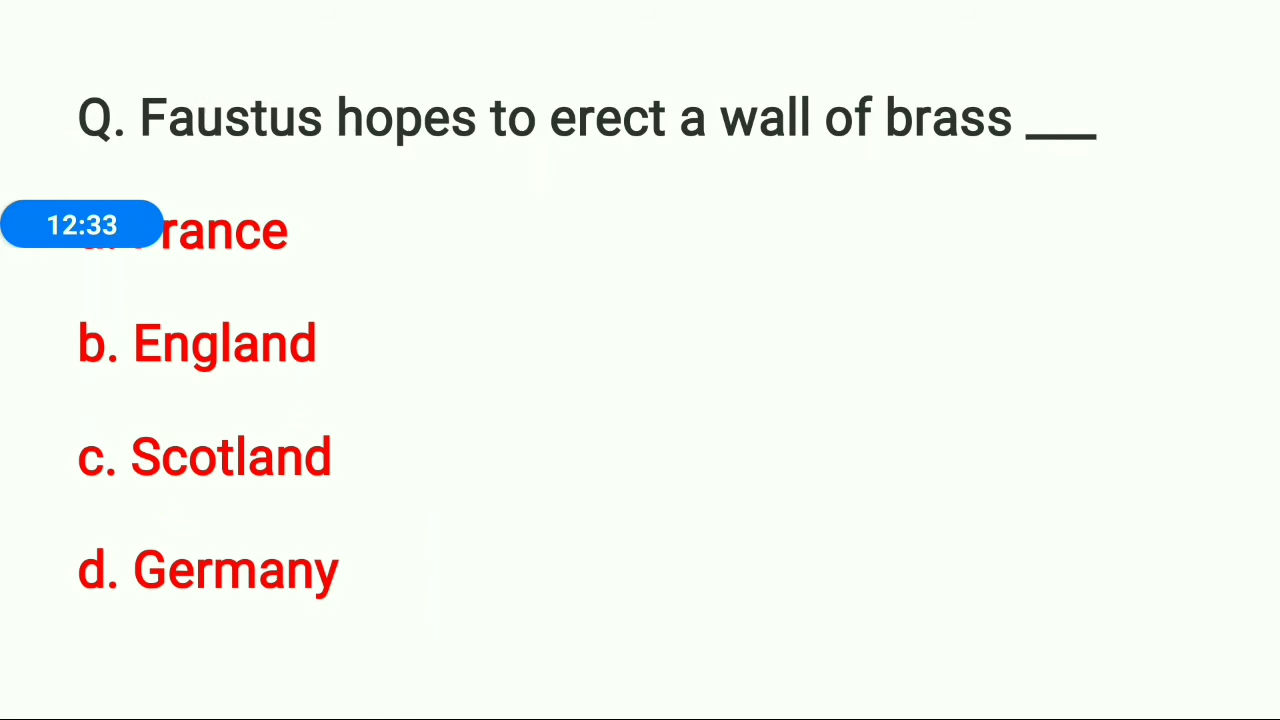 Q. Faustus hopes to erect a wall of brass ___
12:33
rance
b. England
c. Scotland
d. Germany